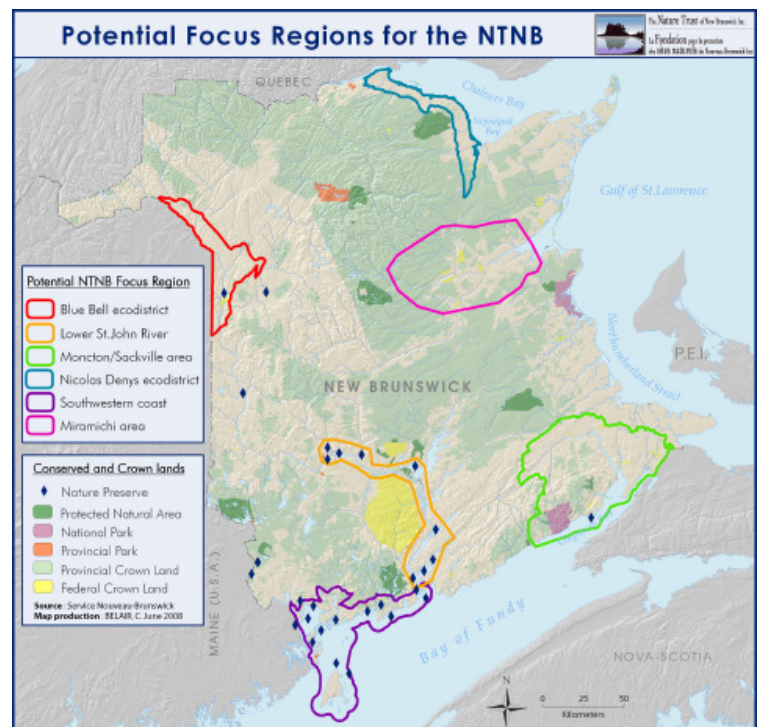 Potential Focus Regions for the NTNB
The Nature Trust of New Brunswick Inc.
La Fondation pour la protection
des SITES NATURELS du Nouveau-Brunswick Inc.
QUEBEC
Chaleurs Bay
Nepisiguit
Bay
Gulf of St.Lawrence
Potential NTNB Focus Region
Blue Bell ecodistrict
Lower St.John River
Moncton/Sackville area
Nicolas Denys ecodistrict
Southwestern coast
Miramichi area
Northumberland Strait
P.E.I.
NEW BRUNSWICK
Conserved and Crown lands
Nature Preserve
Protected Natural Area
National Park
Provincial Park
Provincial Crown Land
Federal Crown Land
Source : Service Nouveau-Brunswick
Map production : BELAIR, C. June 2008
MAINE (U.S.A.)
Bay of Fundy
NOVA-SCOTIA
N
0 25 50
Kilometers